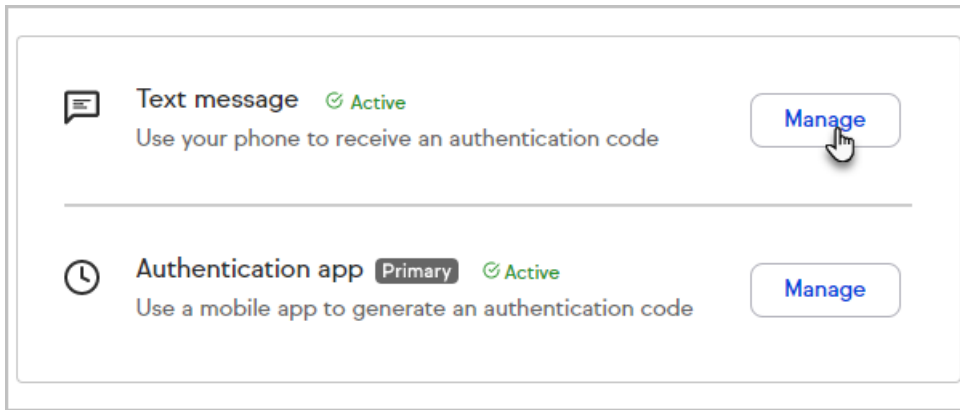 Text message Active
Use your phone to receive an authentication code
Manage
Authentication app Primary Active
Use a mobile app to generate an authentication code
Manage